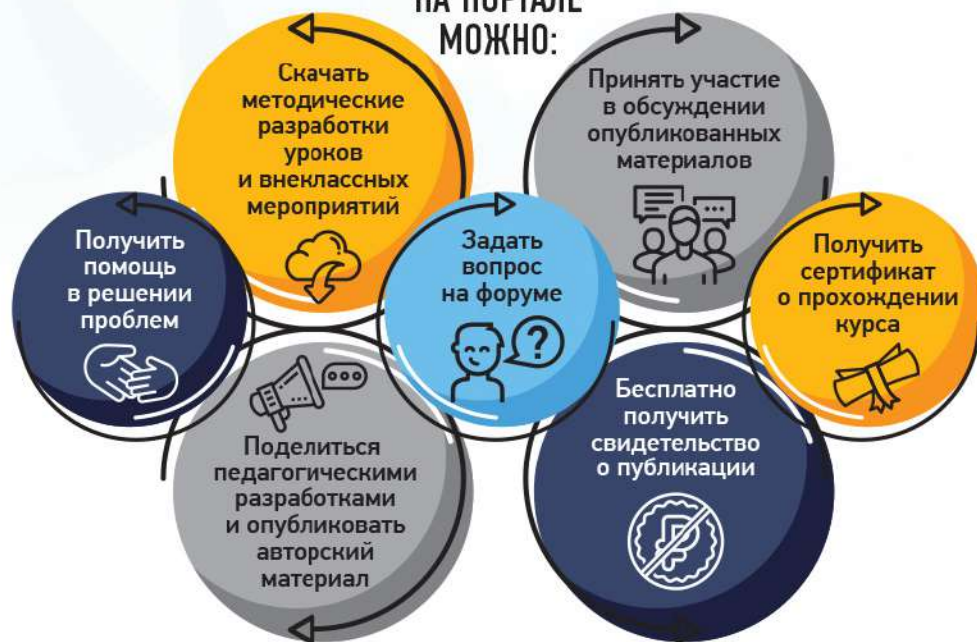 НА ПОРТАЛЕ
МОЖНО:
Скачать
методические
разработки
уроков
и внеклассных
мероприятий
Принять участие
в обсуждении
опубликованных
материалов
Получить
помощь
в решении
проблем
Задать
вопрос
на форуме
?
Получить
сертификат
о прохождении
курса
Поделиться
педагогическими
разработками
и опубликовать
авторский
материал
Бесплатно
получить
свидетельство
о публикации